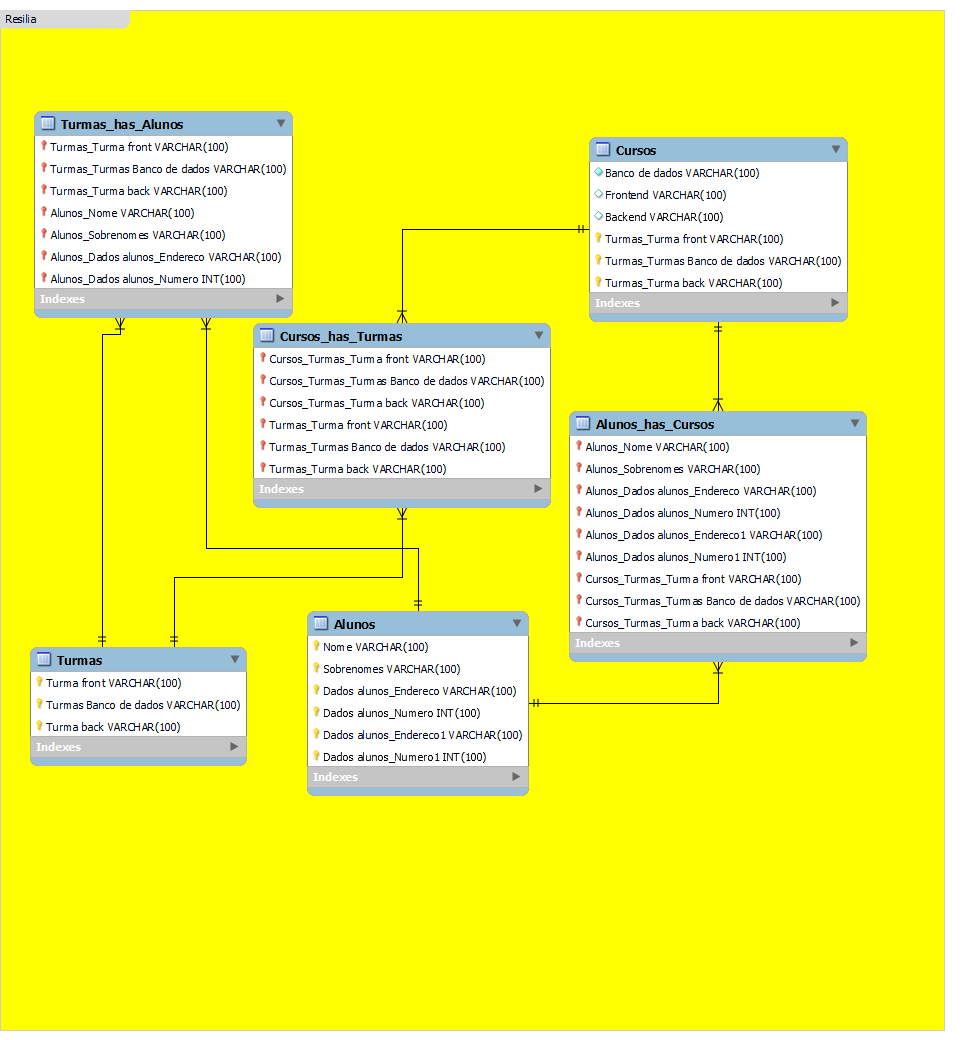 Resilia
Turmas_has_Alunos
Turmas_Turma front VARCHAR(100)
Turmas_Turmas Banco de dados VARCHAR(100)
Turmas_Turma back VARCHAR(100)
Alunos_Nome VARCHAR(100)
Alunos_Sobrenomes VARCHAR(100)
Alunos_Dados alunos_Endereco VARCHAR(100)
Alunos_Dados alunos_Numero INT(100)
Indexes
Cursos
Banco de dados VARCHAR(100)
Frontend VARCHAR(100)
Backend VARCHAR(100)
Turmas_Turma front VARCHAR(100)
Turmas_Turmas Banco de dados VARCHAR(100)
Turmas_Turma back VARCHAR(100)
Indexes
Cursos_has_Turmas
Cursos_Turmas_Turma front VARCHAR(100)
Cursos_Turmas_Turmas Banco de dados VARCHAR(100)
Cursos_Turmas_Turma back VARCHAR(100)
Turmas_Turma front VARCHAR(100)
Turmas_Turmas Banco de dados VARCHAR(100)
Turmas_Turma back VARCHAR(100)
Indexes
Alunos_has_Cursos
Alunos_Nome VARCHAR(100)
Alunos_Sobrenomes VARCHAR(100)
Alunos_Dados alunos_Endereco VARCHAR(100)
Alunos_Dados alunos_Numero INT(100)
Alunos_Dados alunos_Endereco1 VARCHAR(100)
Alunos_Dados alunos_Numero1 INT(100)
Cursos_Turmas_Turma front VARCHAR(100)
Cursos_Turmas_Turmas Banco de dados VARCHAR(100)
Cursos_Turmas_Turma back VARCHAR(100)
Indexes
Alunos
Nome VARCHAR(100)
Sobrenomes VARCHAR(100)
Dados alunos_Endereco VARCHAR(100)
Dados alunos_Numero INT(100)
Dados alunos_Endereco1 VARCHAR(100)
Dados alunos_Numero1 INT(100)
Indexes
Turmas
Turma front VARCHAR(100)
Turmas Banco de dados VARCHAR(100)
Turma back VARCHAR(100)
Indexes